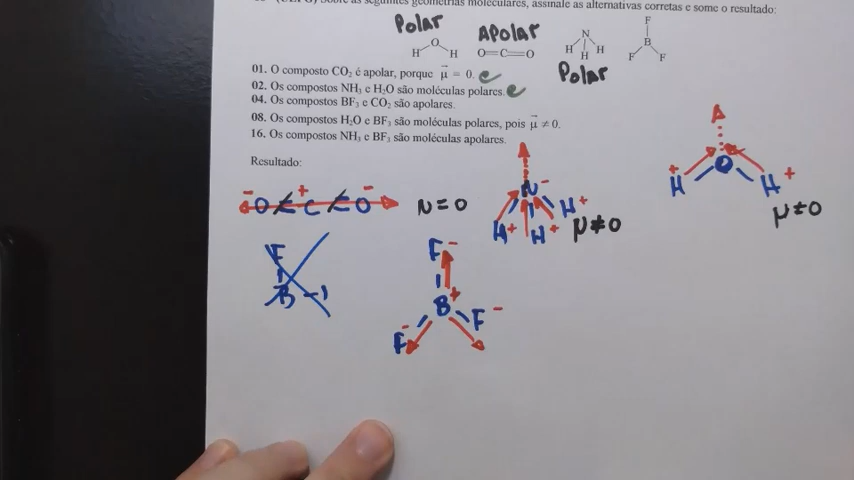 sobre as seguintes geometrias moleculares, assinale as alternativas corretas e some o resultado:
POLAR APOLAR
O N F
H H O=C=O H H B
H F F
POLAR
01. O composto CO₂ é apolar, porque μ⃗ = 0. C
02. Os compostos NH₃ e H₂O são moléculas polares. C
04. Os compostos BF₃ e CO₂ são apolares.
08. Os compostos H₂O e BF₃ são moléculas polares, pois μ⃗ ≠ 0.
16. Os compostos NH₃ e BF₃ são moléculas apolares.
Resultado:
- O = C = O - + μ = 0
N -
H+ H+ H+ μ ≠ 0
O
+ H H +
μ ≠ 0
F
B
F -
B +
F - F -